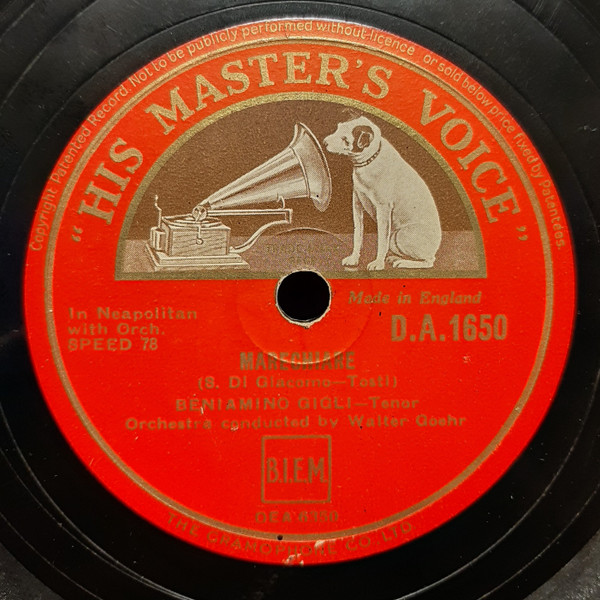 Copyright Patented Record. Not to be publicly performed without licence or sold below price fixed by Patentees.
"HIS MASTER'S VOICE"
Made in England
In Neapolitan
with Orch.
SPEED 78
D.A.1650
MARECHIARE
(S. Di Giacomo—Tosti)
BENIAMINO GIGLI—Tenor
Orchestra conducted by Walter Goehr
B.I.E.M.
THE GRAMOPHONE CO. LTD.